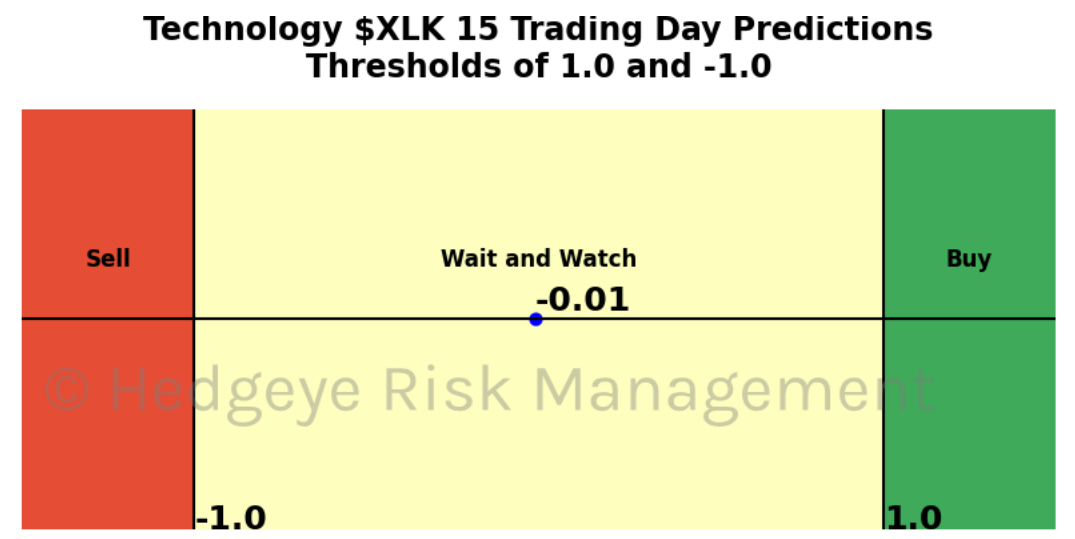 Technology $XLK 15 Trading Day Predictions
Thresholds of 1.0 and -1.0
Sell
Wait and Watch
Buy
-0.01
© Hedgeye Risk Management
-1.0
1.0